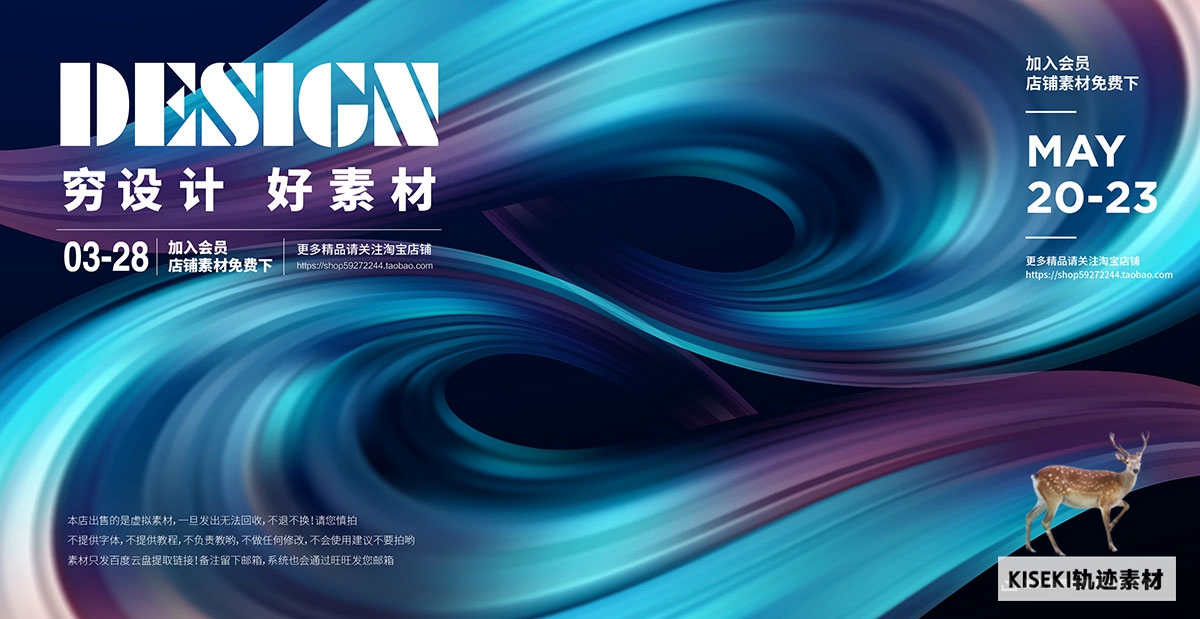 DESIGN
穷设计 好素材
03-28
加入会员
店铺素材免费下
更多精品请关注淘宝店铺
https://shop59272244.taobao.com
加入会员
店铺素材免费下
MAY
20-23
更多精品请关注淘宝店铺
https://shop59272244.taobao.com
本店出售的是虚拟素材,一旦发出无法回收,不退不换!请您慎拍
不提供字体,不提供教程,不负责教哟,不做任何修改,不会使用建议不要拍哟
素材只发百度云盘提取链接!备注留下邮箱,系统也会通过旺旺发您邮箱
KISEKI轨迹素材